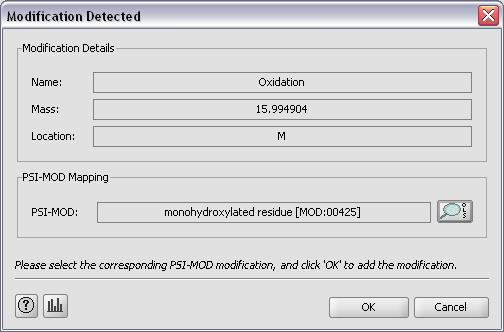 Modification Detected
Modification Details
Name: Oxidation
Mass: 15.994904
Location: M
PSI-MOD Mapping
PSI-MOD: monohydroxylated residue [MOD:00425] OLS
Please select the corresponding PSI-MOD modification, and click 'OK' to add the modification.
? OK Cancel